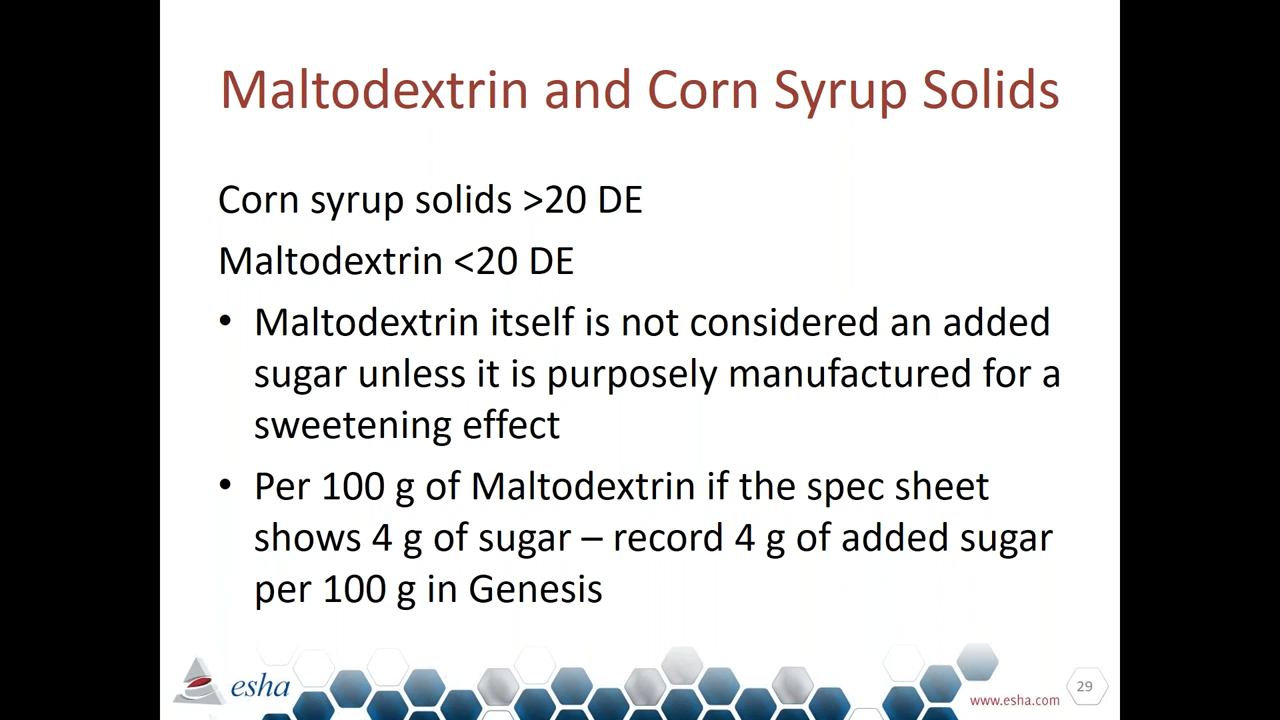 Maltodextrin and Corn Syrup Solids
Corn syrup solids >20 DE
Maltodextrin <20 DE
• Maltodextrin itself is not considered an added
sugar unless it is purposely manufactured for a
sweetening effect
• Per 100 g of Maltodextrin if the spec sheet
shows 4 g of sugar – record 4 g of added sugar
per 100 g in Genesis
esha
www.esha.com
29